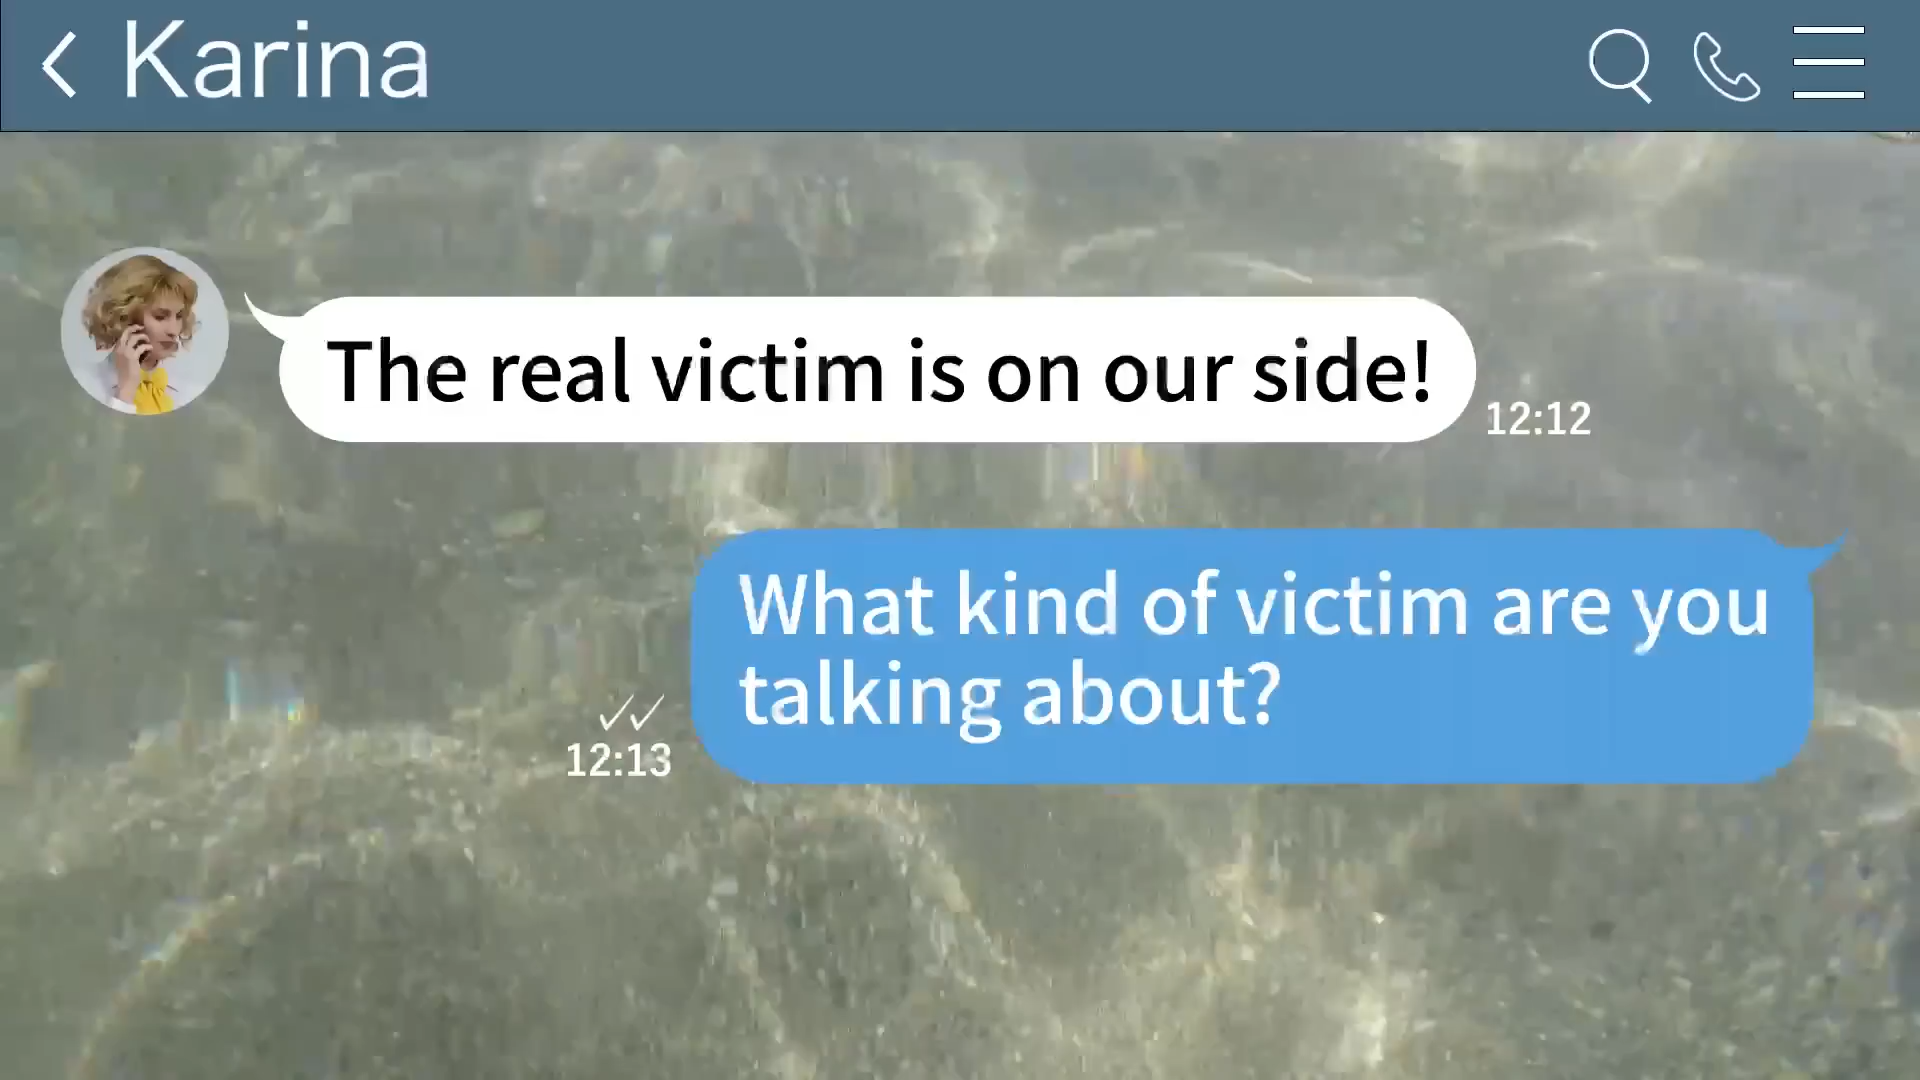 Karina
The real victim is on our side!
12:12
What kind of victim are you
talking about?
12:13